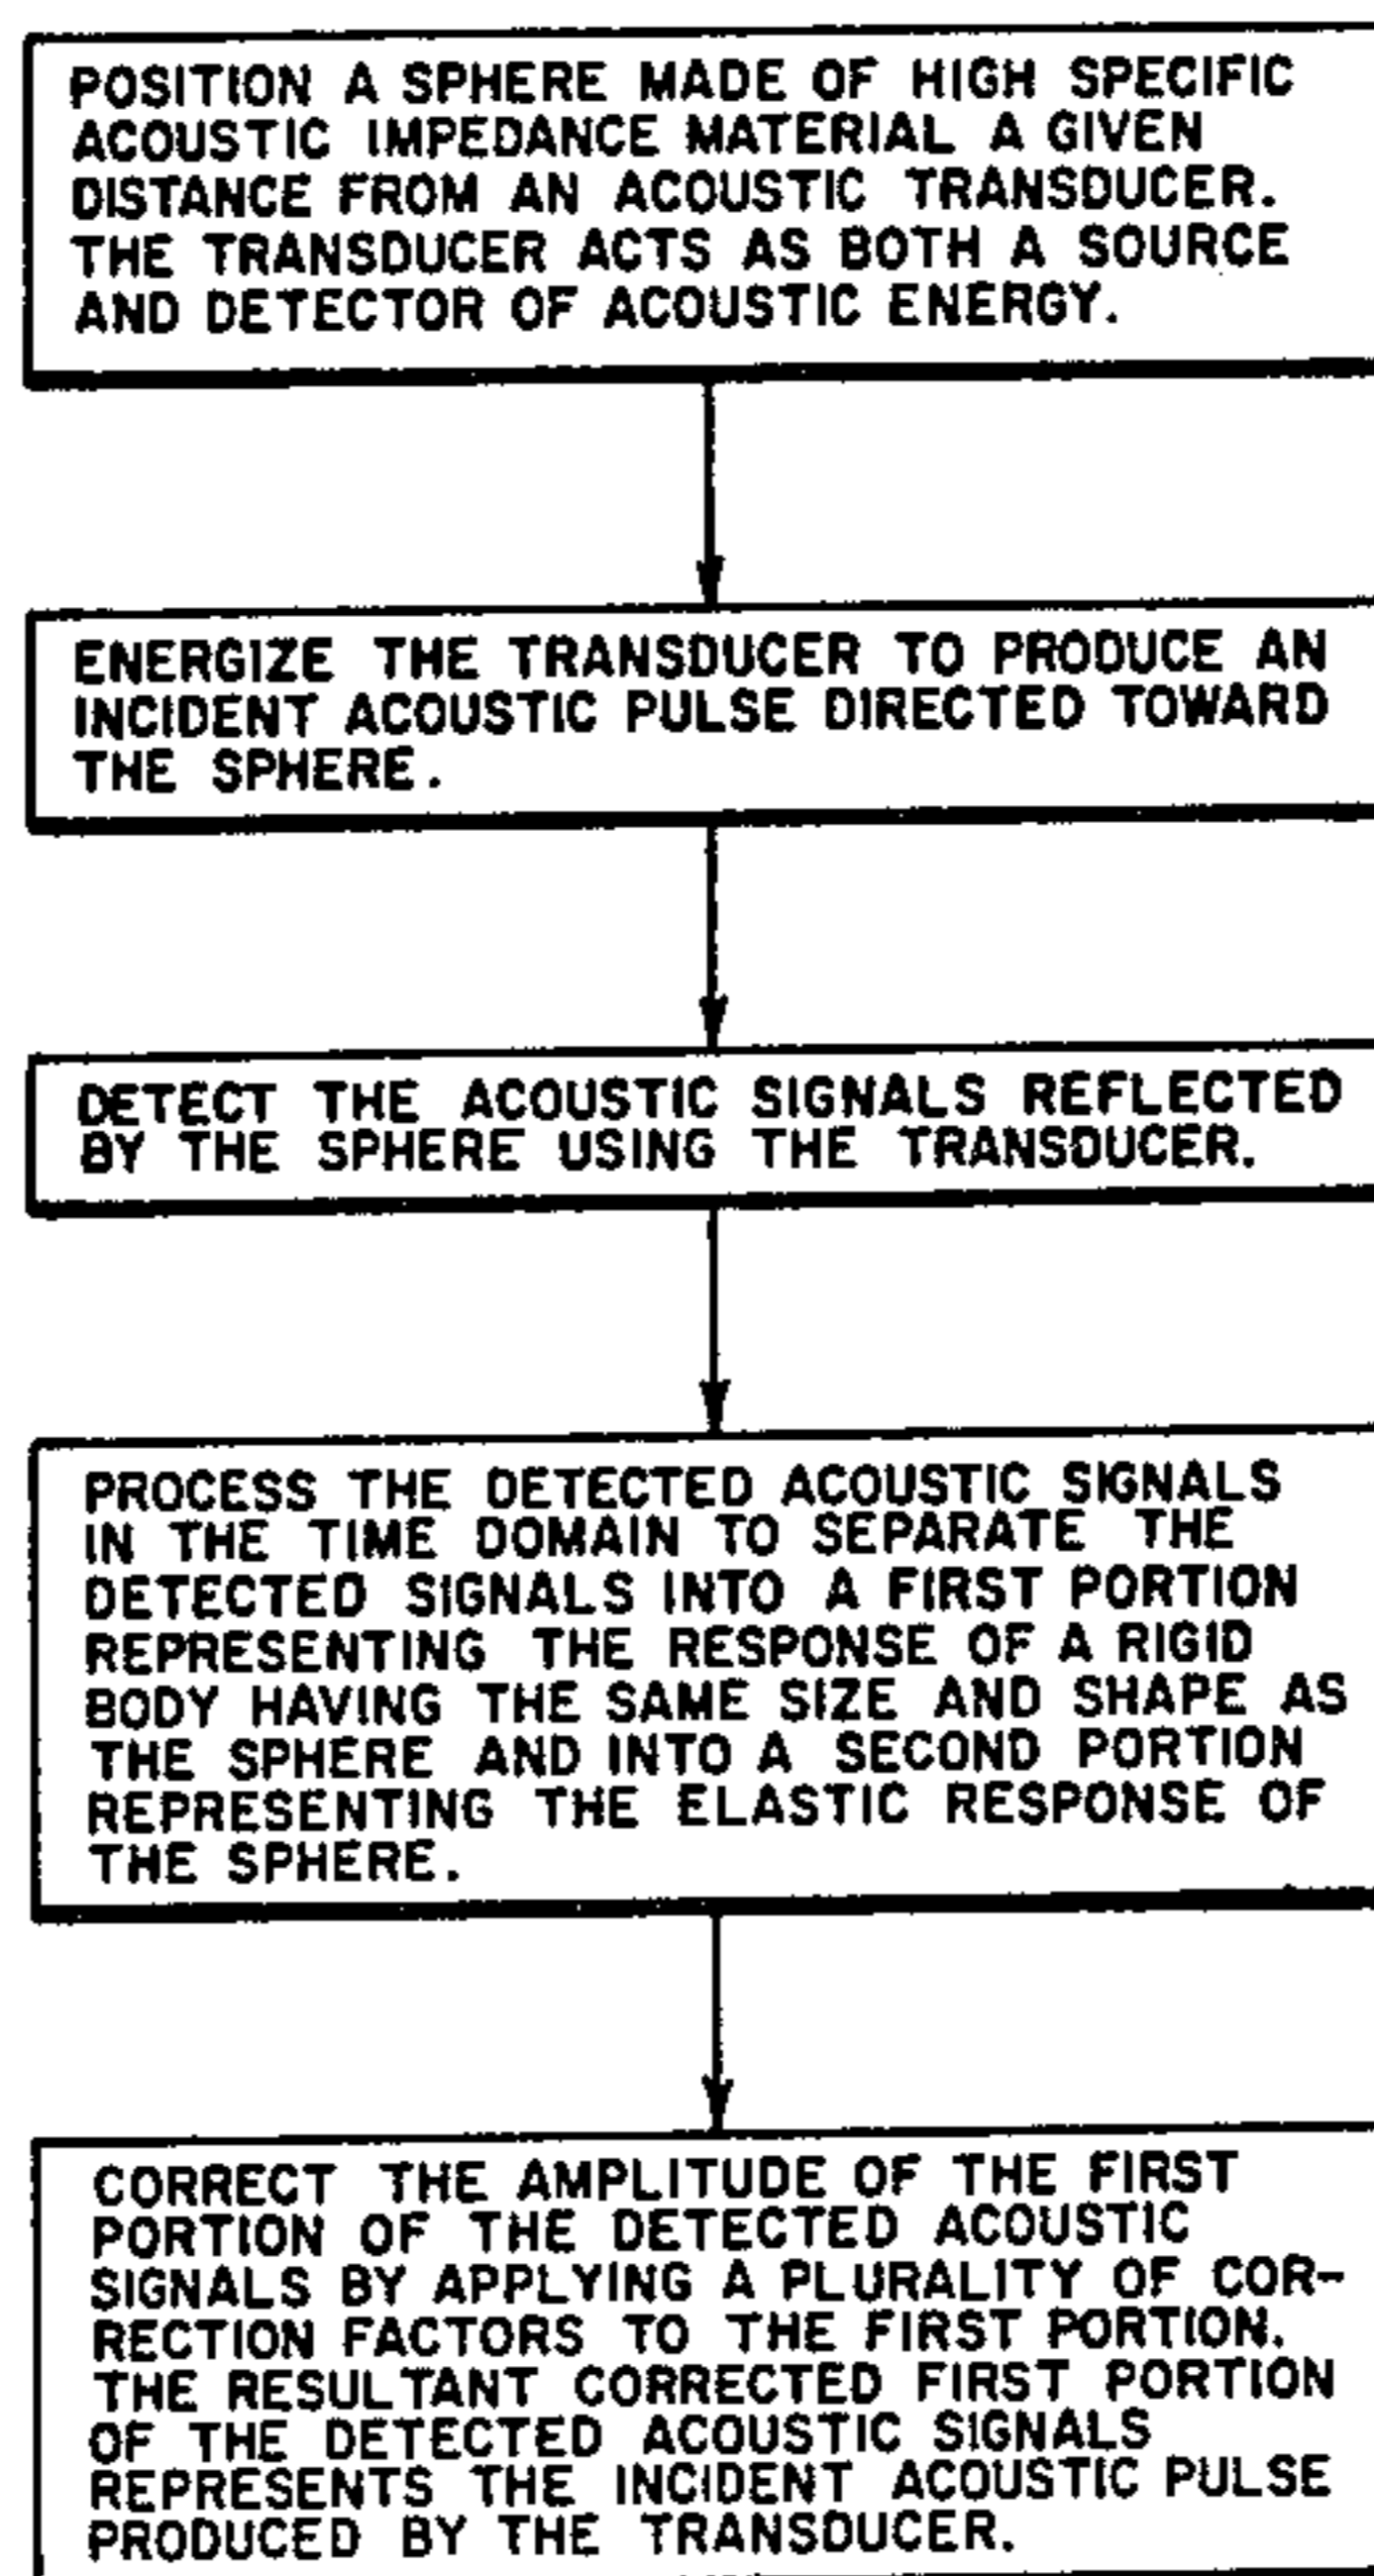 POSITION A SPHERE MADE OF HIGH SPECIFIC
ACOUSTIC IMPEDANCE MATERIAL A GIVEN
DISTANCE FROM AN ACOUSTIC TRANSDUCER.
THE TRANSDUCER ACTS AS BOTH A SOURCE
AND DETECTOR OF ACOUSTIC ENERGY.
ENERGIZE THE TRANSDUCER TO PRODUCE AN
INCIDENT ACOUSTIC PULSE DIRECTED TOWARD
THE SPHERE.
DETECT THE ACOUSTIC SIGNALS REFLECTED
BY THE SPHERE USING THE TRANSDUCER.
PROCESS THE DETECTED ACOUSTIC SIGNALS
IN THE TIME DOMAIN TO SEPARATE THE
DETECTED SIGNALS INTO A FIRST PORTION
REPRESENTING THE RESPONSE OF A RIGID
BODY HAVING THE SAME SIZE AND SHAPE AS
THE SPHERE AND INTO A SECOND PORTION
REPRESENTING THE ELASTIC RESPONSE OF
THE SPHERE.
CORRECT THE AMPLITUDE OF THE FIRST
PORTION OF THE DETECTED ACOUSTIC
SIGNALS BY APPLYING A PLURALITY OF COR-
RECTION FACTORS TO THE FIRST PORTION.
THE RESULTANT CORRECTED FIRST PORTION
OF THE DETECTED ACOUSTIC SIGNALS
REPRESENTS THE INCIDENT ACOUSTIC PULSE
PRODUCED BY THE TRANSDUCER.